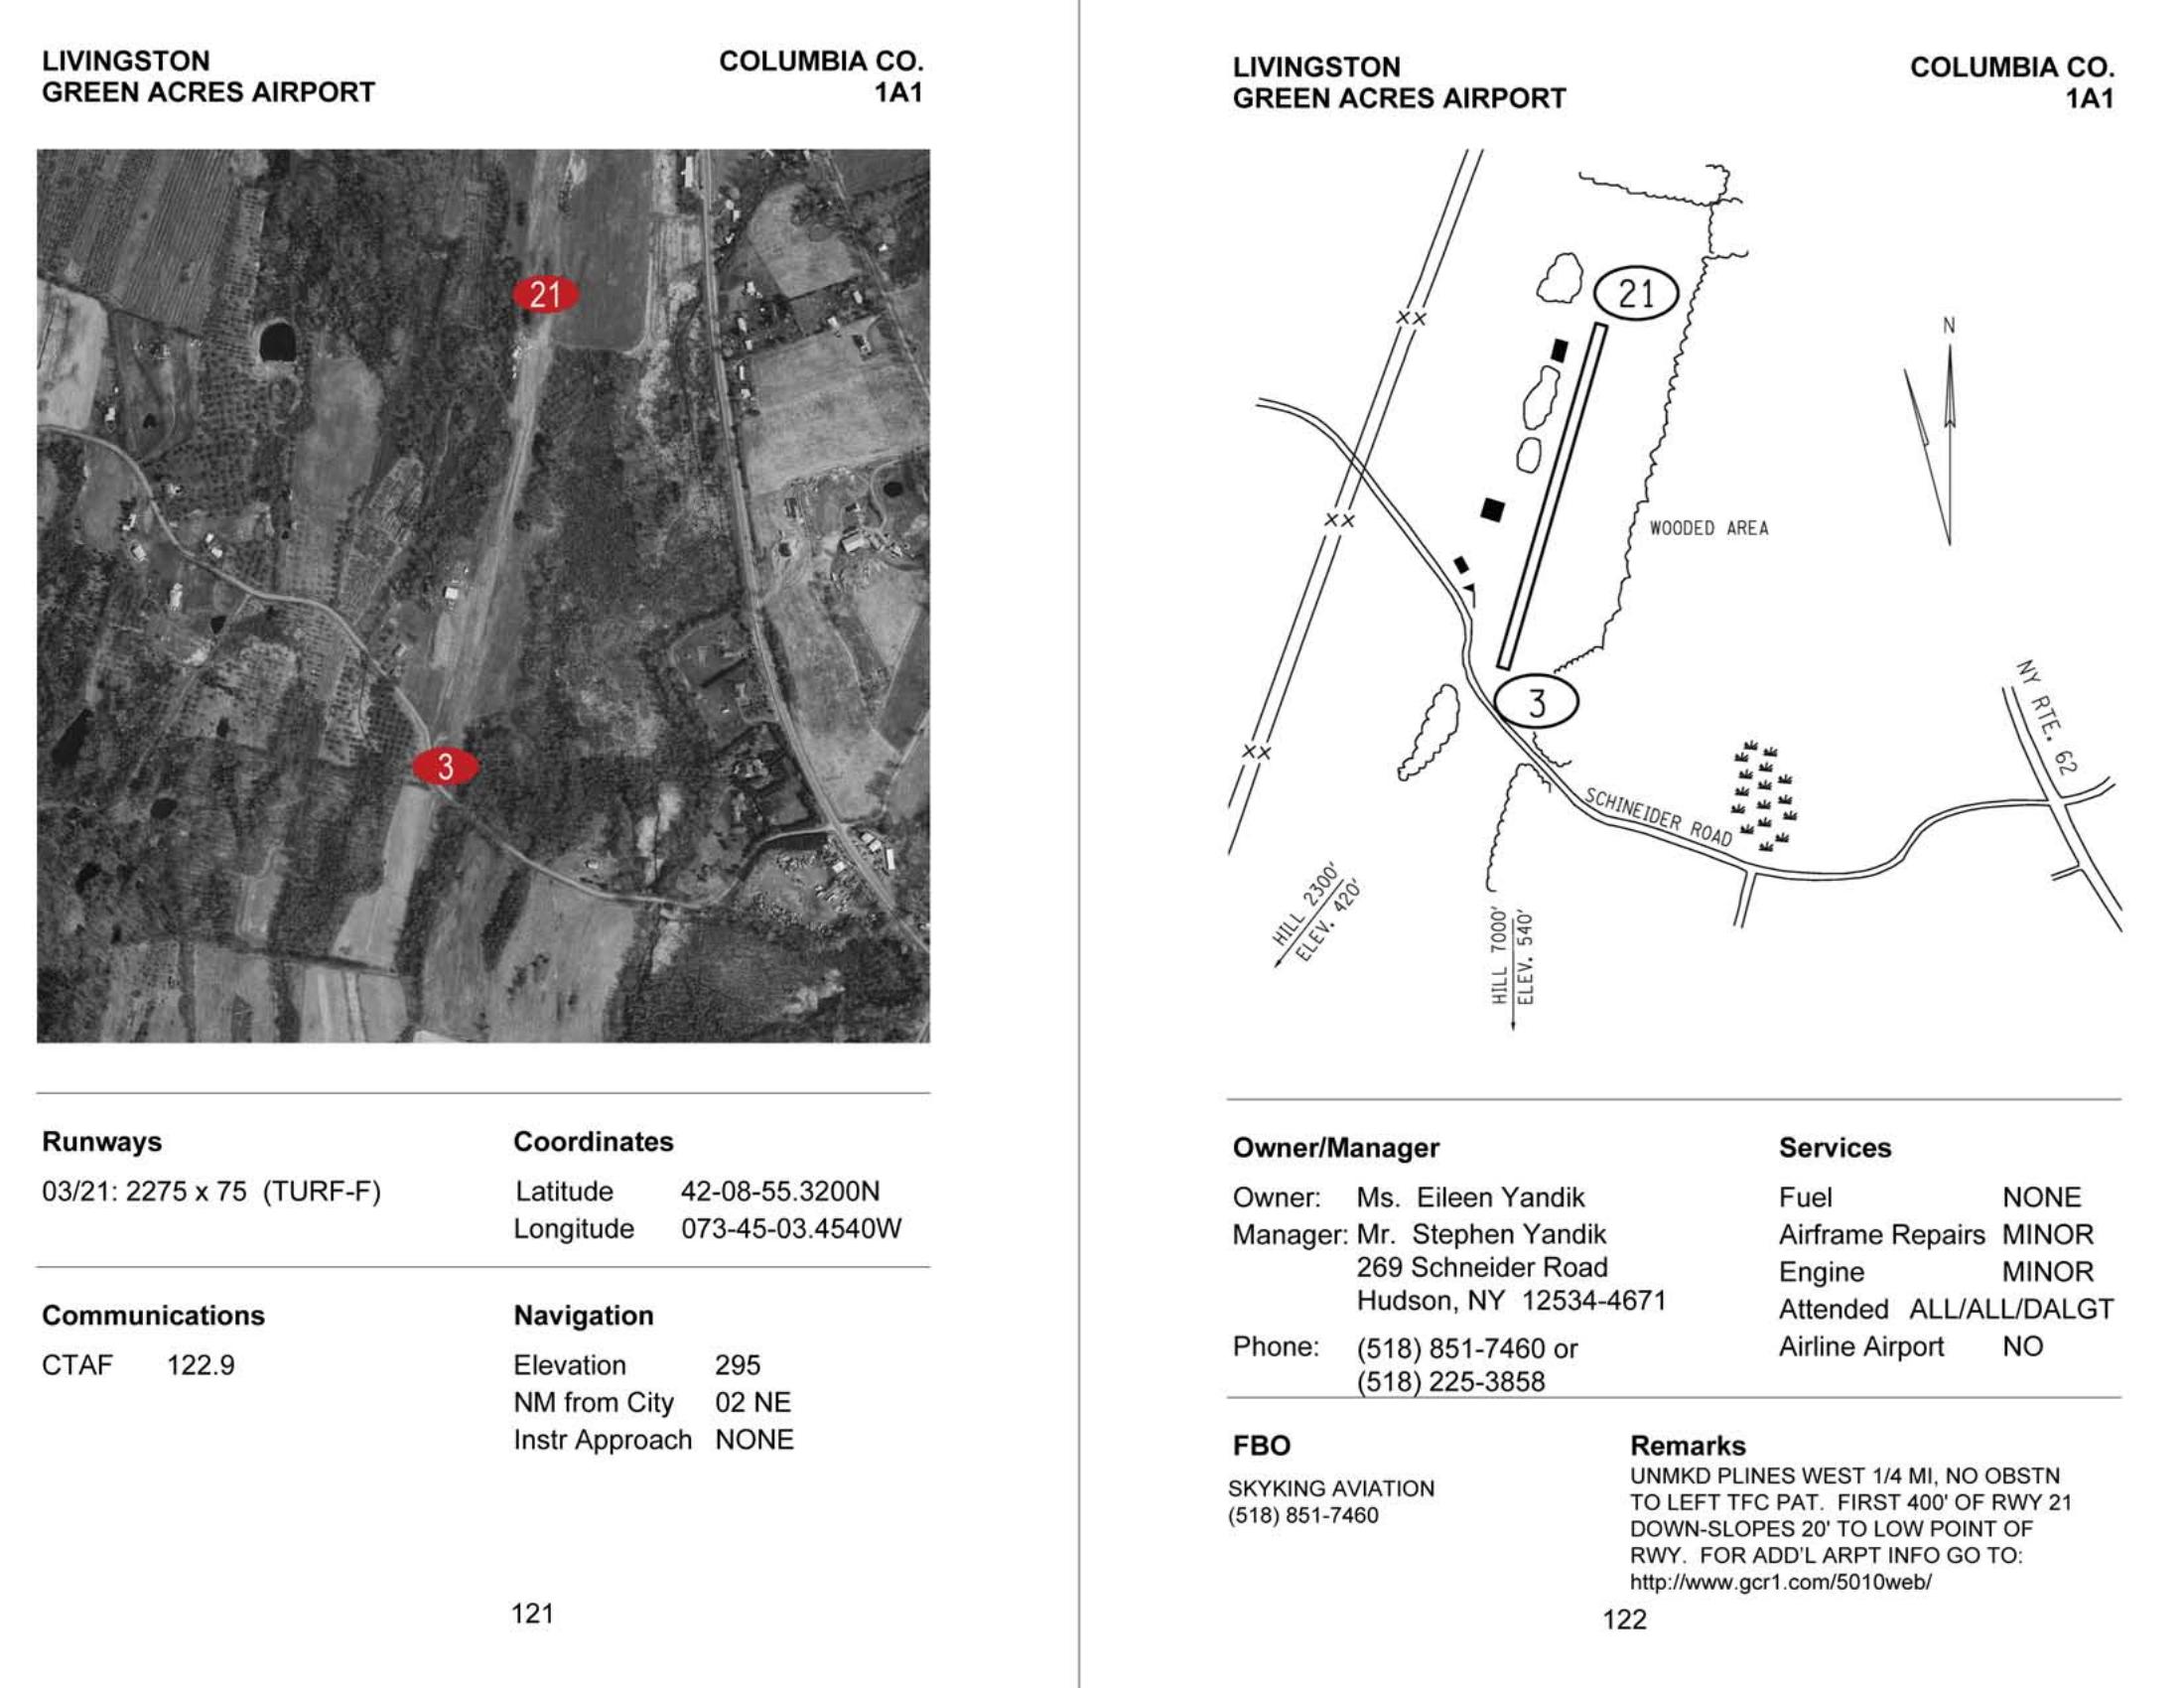 LIVINGSTON COLUMBIA CO.
GREEN ACRES AIRPORT 1A1
21
3
Runways
03/21: 2275 x 75 (TURF-F)
Coordinates
Latitude 42-08-55.3200N
Longitude 073-45-03.4540W
Communications
CTAF 122.9
Navigation
Elevation 295
NM from City 02 NE
Instr Approach NONE
121
LIVINGSTON COLUMBIA CO.
GREEN ACRES AIRPORT 1A1
21
N
WOODED AREA
3
NY RTE. 62
SCHINEIDER ROAD
HILL 2300'
ELEV. 420'
HILL 7000'
ELEV. 540'
Owner/Manager
Owner: Ms. Eileen Yandik
Manager: Mr. Stephen Yandik
269 Schneider Road
Hudson, NY 12534-4671
Phone: (518) 851-7460 or
(518) 225-3858
Services
Fuel NONE
Airframe Repairs MINOR
Engine MINOR
Attended ALL/ALL/DALGT
Airline Airport NO
FBO
SKYKING AVIATION
(518) 851-7460
Remarks
UNMKD PLINES WEST 1/4 MI, NO OBSTN
TO LEFT TFC PAT. FIRST 400' OF RWY 21
DOWN-SLOPES 20' TO LOW POINT OF
RWY. FOR ADD'L ARPT INFO GO TO:
http://www.gcr1.com/5010web/
122